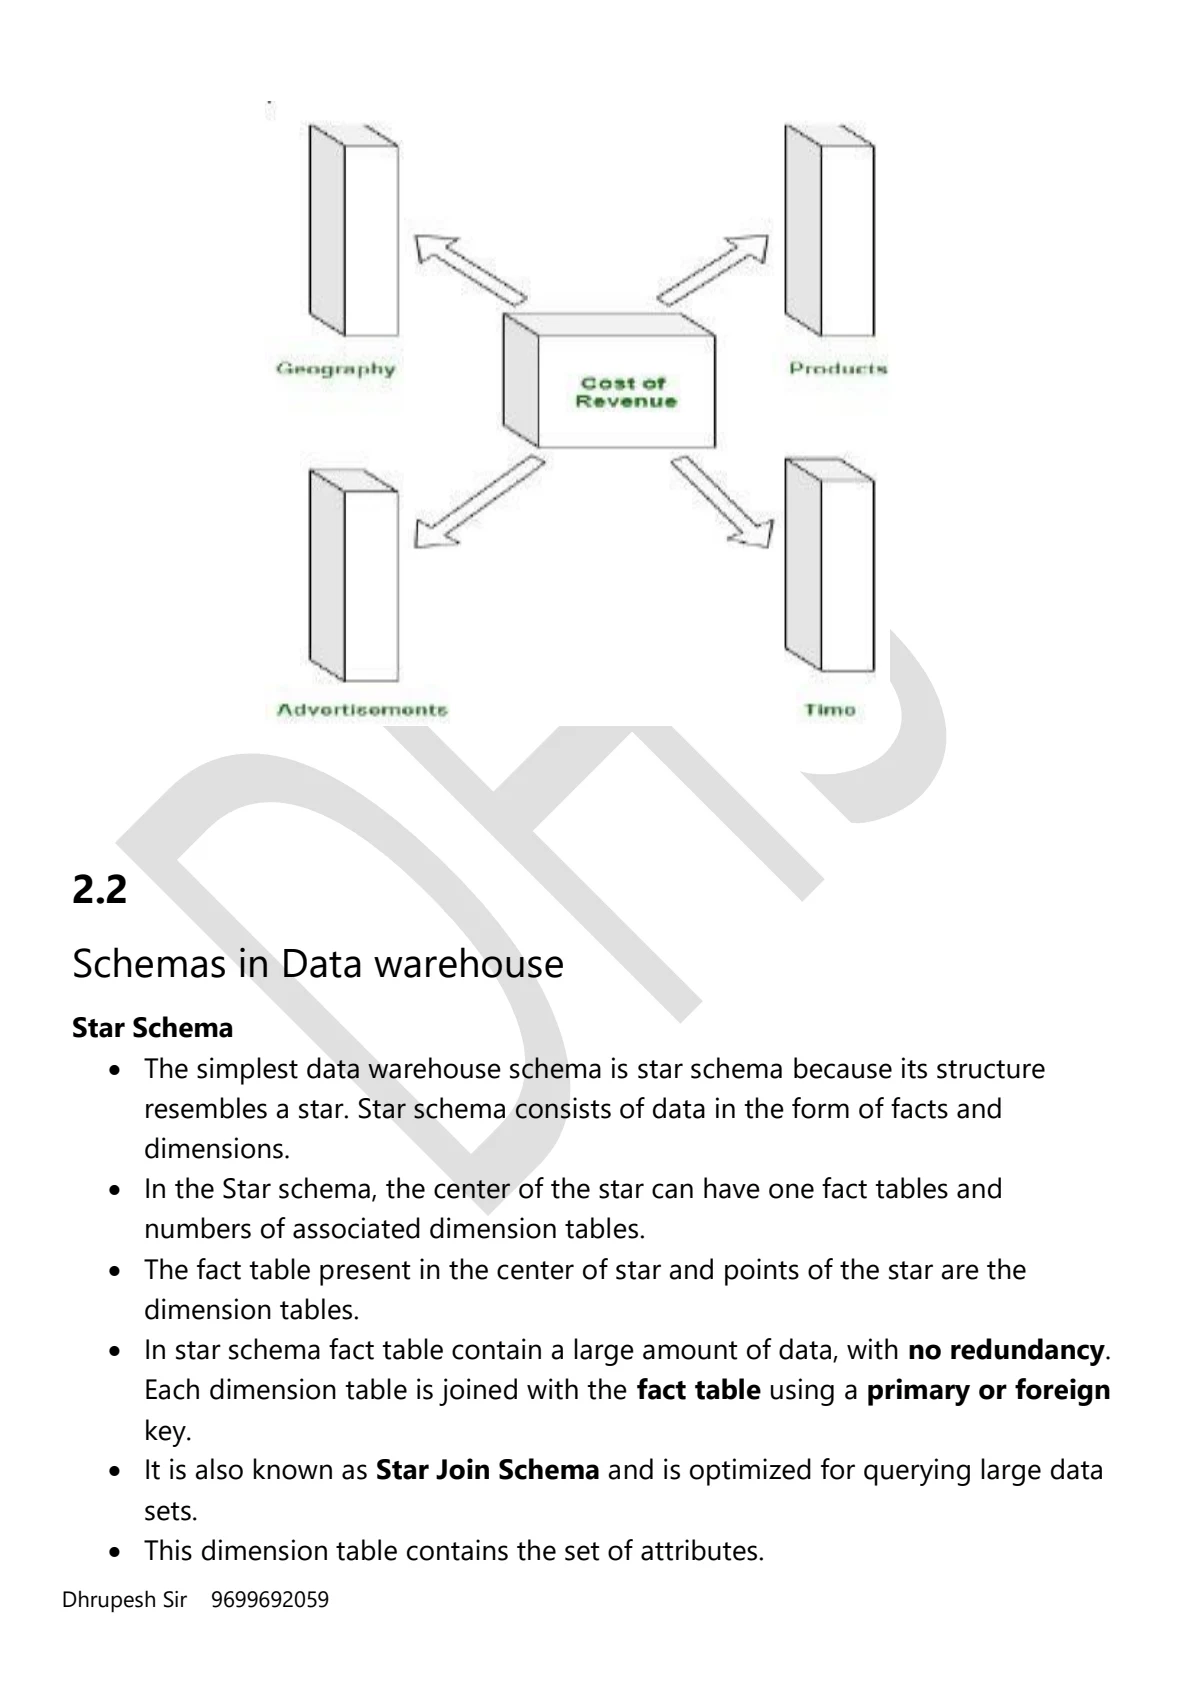 Geography
Products
Cost of
Revenue
Advertisements
Time
2.2
Schemas in Data warehouse
Star Schema
• The simplest data warehouse schema is star schema because its structure
resembles a star. Star schema consists of data in the form of facts and
dimensions.
• In the Star schema, the center of the star can have one fact tables and
numbers of associated dimension tables.
• The fact table present in the center of star and points of the star are the
dimension tables.
• In star schema fact table contain a large amount of data, with no redundancy.
Each dimension table is joined with the fact table using a primary or foreign
key.
• It is also known as Star Join Schema and is optimized for querying large data
sets.
• This dimension table contains the set of attributes.
Dhrupesh Sir 9699692059